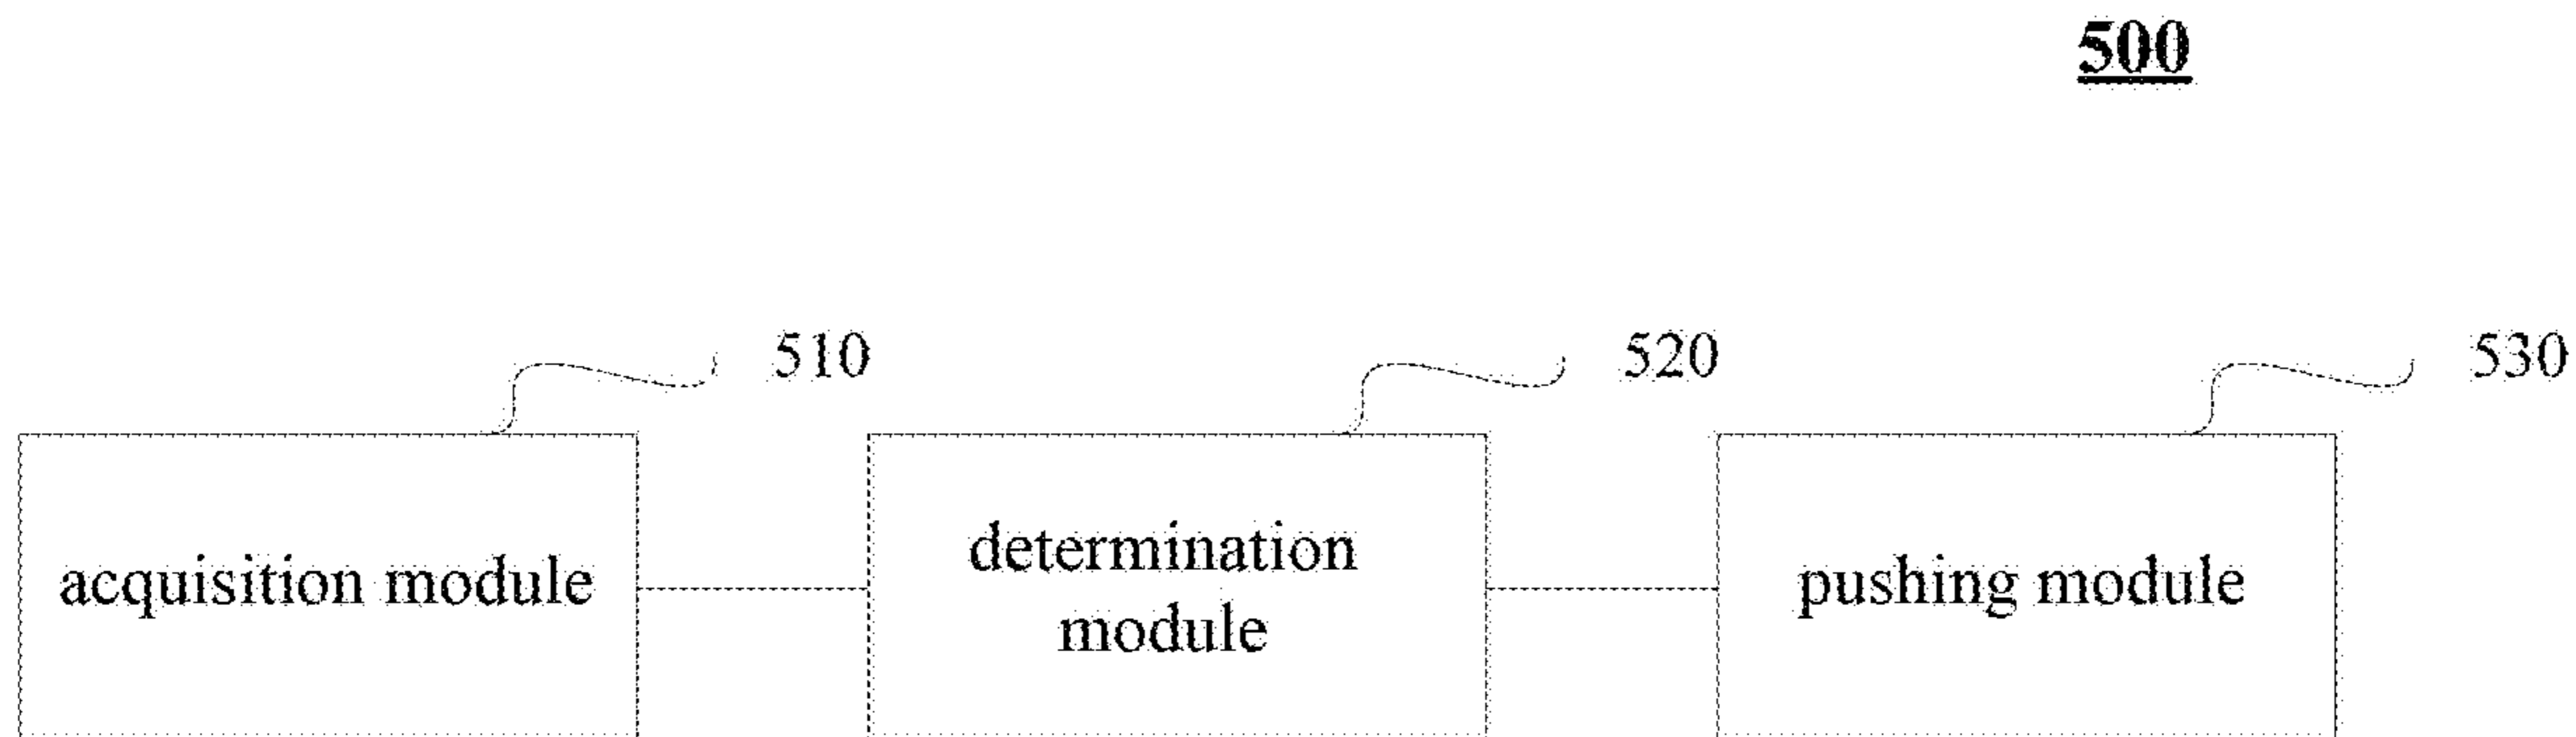 500
510
520
530
acquisition module
determination
module
pushing module